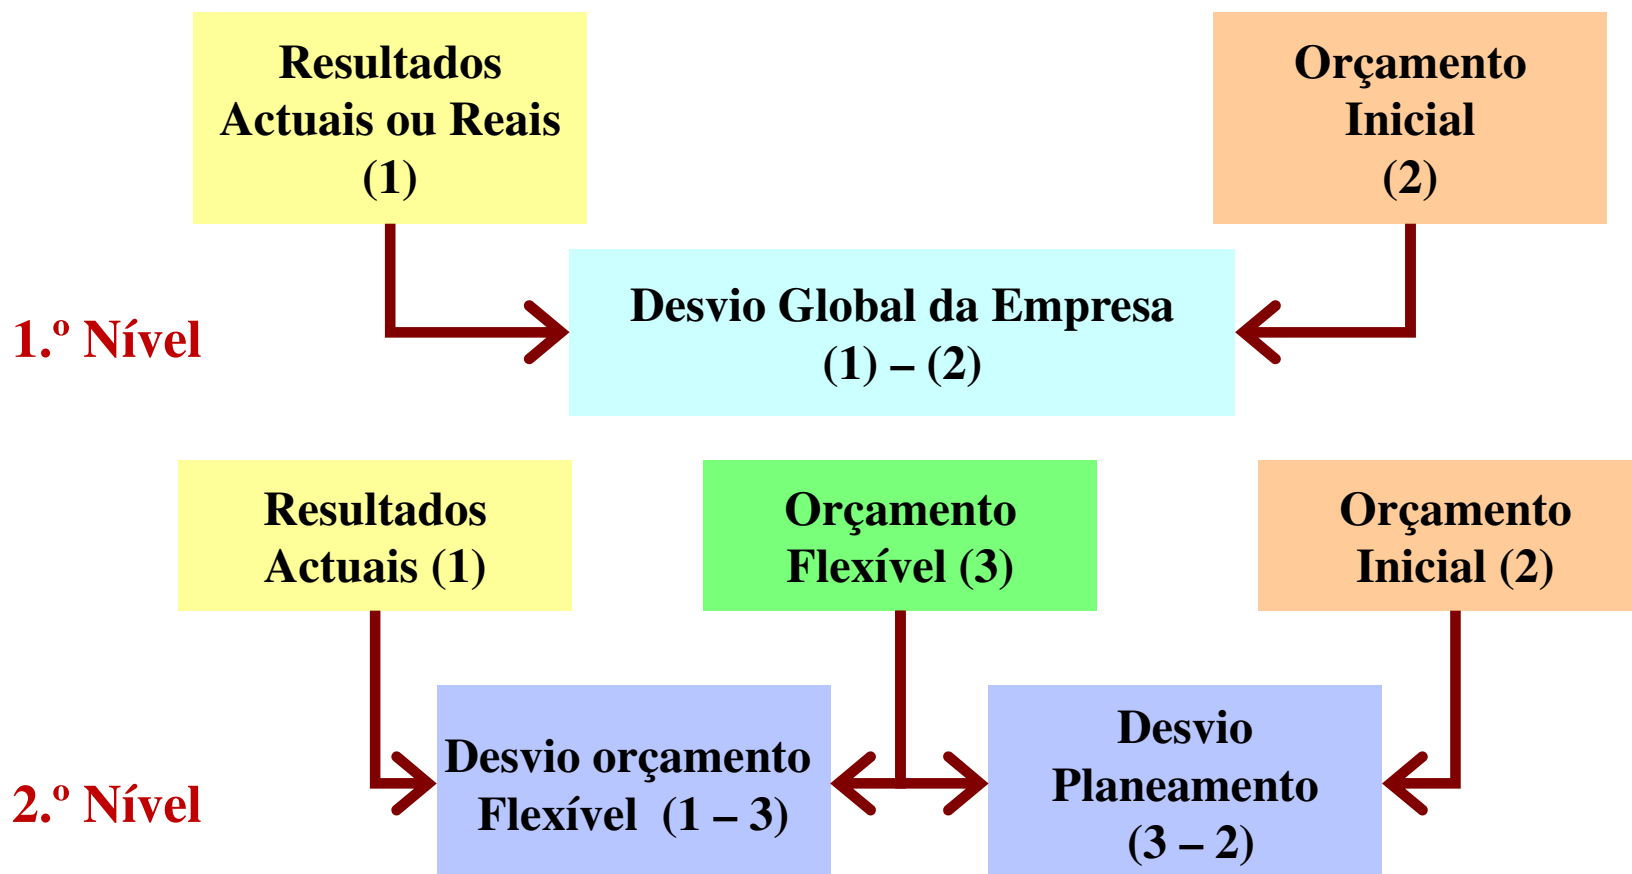 Resultados
Actuais ou Reais
(1)
Orçamento
Inicial
(2)
1.º Nível
Desvio Global da Empresa
(1) – (2)
Resultados
Actuais (1)
Orçamento
Flexível (3)
Orçamento
Inicial (2)
2.º Nível
Desvio orçamento
Flexível (1 – 3)
Desvio
Planeamento
(3 – 2)